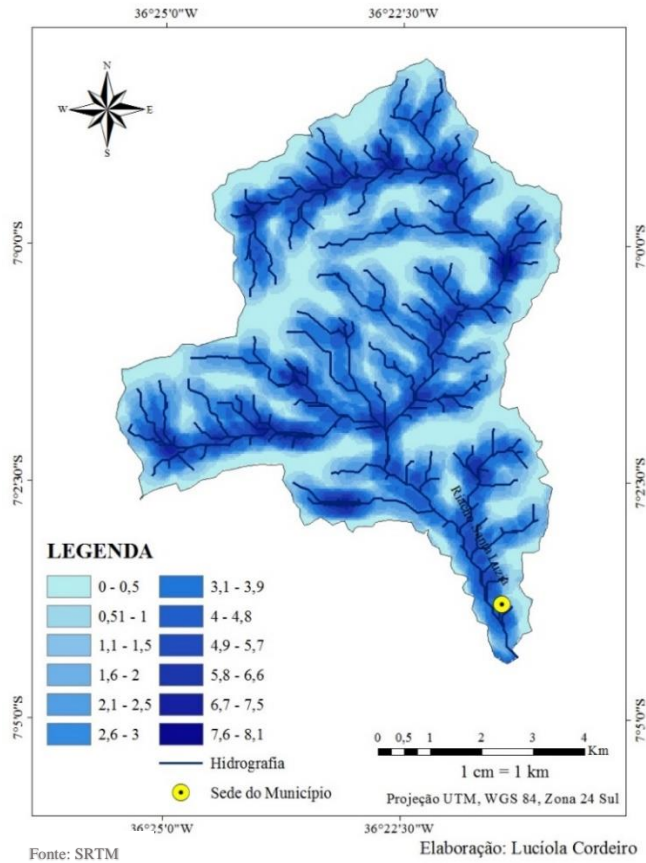 36°25'0"W 36°22'30"W
N
W E
S
7°0'0"S 7°0'0"S
7°2'30"S 7°2'30"S
Riacho
LEGENDA
0 - 0,5 3,1 - 3,9
0,51 - 1 4 - 4,8
1,1 - 1,5 4,9 - 5,7
1,6 - 2 5,8 - 6,6
2,1 - 2,5 6,7 - 7,5
2,6 - 3 7,6 - 8,1
Hidrografia
Sede do Município
7°5'0"S 7°5'0"S
0 0,5 1 2 3 4
Km
1 cm = 1 km
Projeção UTM, WGS 84, Zona 24 Sul
36°25'0"W 36°22'30"W
Fonte: SRTM
Elaboração: Lucíola Cordeiro